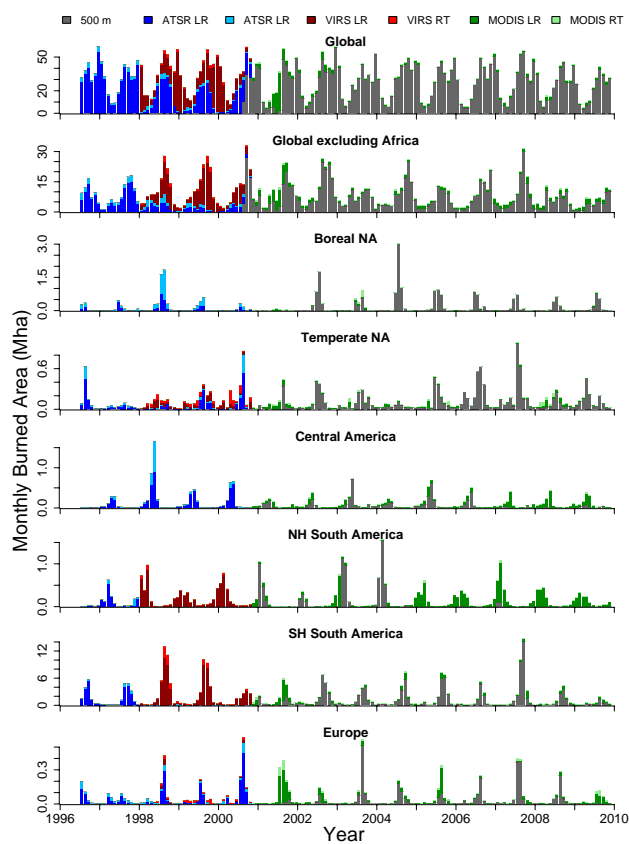 500 m ATSR LR ATSR RT VIRS LR VIRS RT MODIS LR MODIS RT
Global
0 20 50
Global excluding Africa
0 15 30
Boreal NA
0.0 1.5 3.0
Temperate NA
0.0 0.6
Central America
0.0 1.0
NH South America
0.0 1.0
SH South America
0 6 12
Europe
0.0 0.3
1996 1998 2000 2002 2004 2006 2008 2010
Year
Monthly Burned Area (Mha)